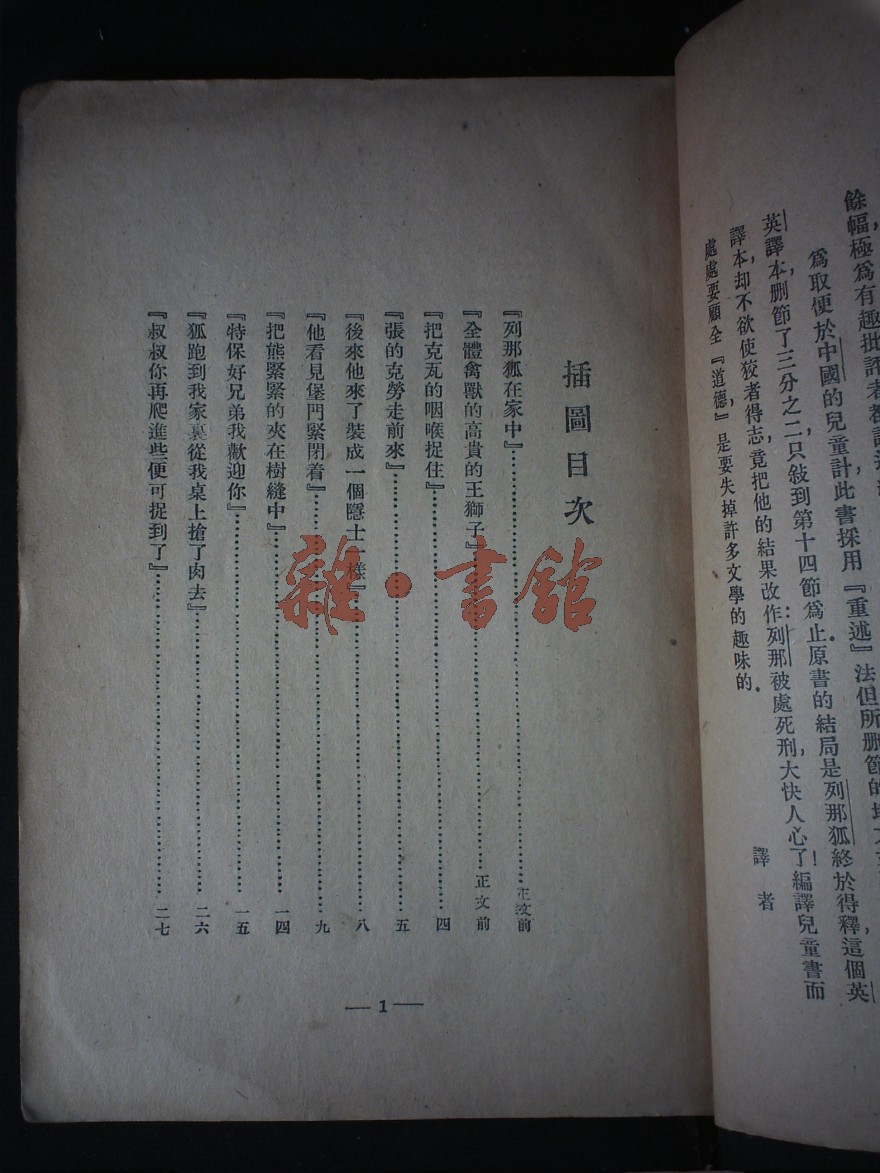 餘幅，極爲有趣批評者都
爲取便於中國的兒童計，此書採用『重述』法但所刪節的
英譯本，刪節了三分之二只敍到第十四節爲止．原書的結局是列那狐終於得釋，這個英
譯本，却不欲使狡者得志，竟把他的結果改作：列那被處死刑，大快人心了！編譯兒童書而
處處要顧全『道德』是要失掉許多文學的趣味的．
譯者
插圖目次
『列那狐在家中』……正文前
『全體禽獸的高貴的王獅子』……正文前
『把克瓦的咽喉捉住』……四
『張的克勞走前來』……五
『後來他來了裝成一個隱士一樣』……八
『他看見堡門緊閉着』……九
『把熊緊緊的夾在樹縫中』……一四
『特保好兄弟我歡迎你』……一五
『狐跑到我家裏從我桌上搶了肉去』……二六
『叔叔你再爬進些便可捉到了』……二七
— 1 —
雜·書館